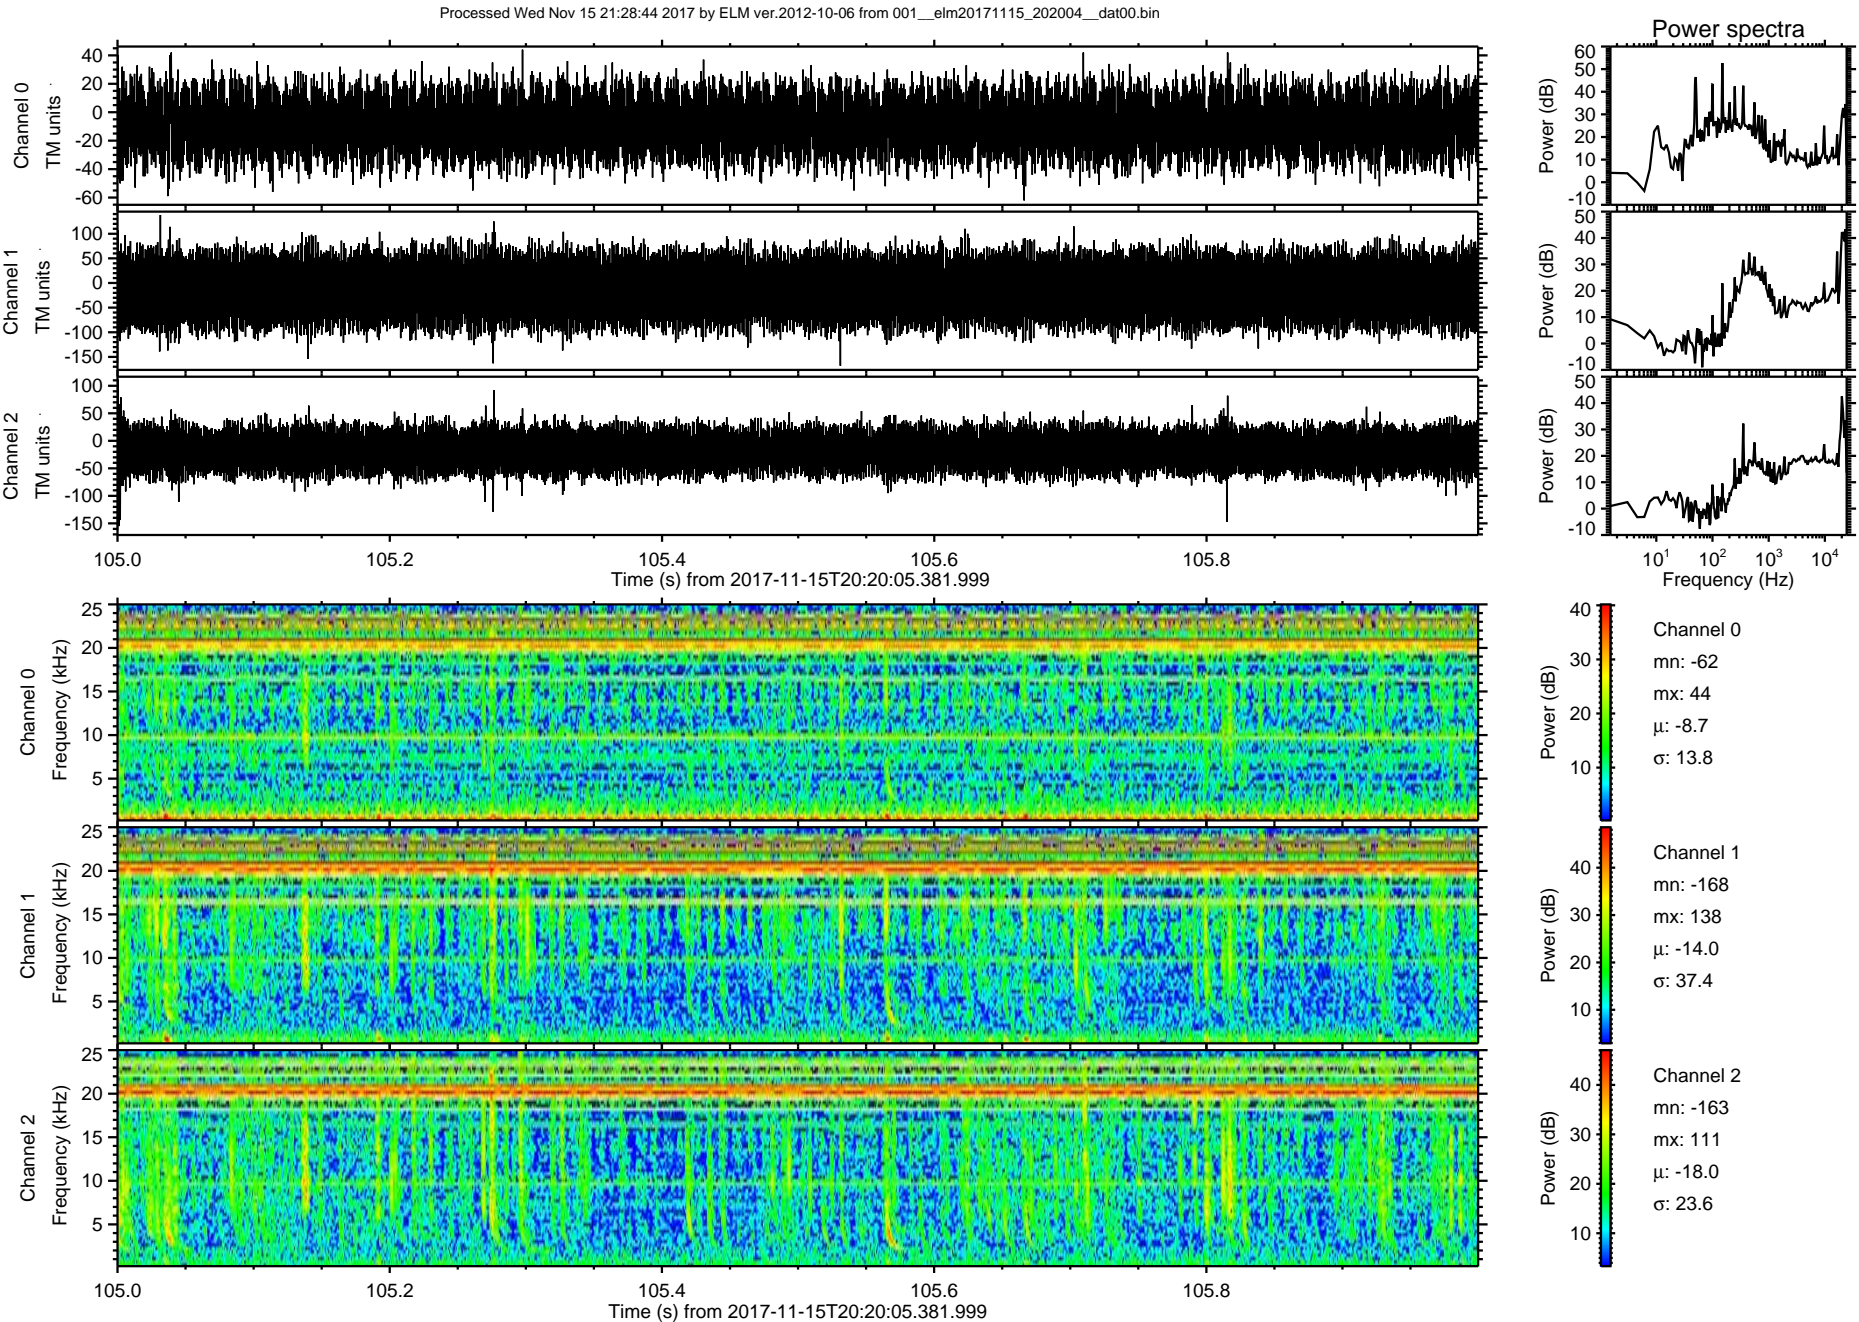 Processed Wed Nov 15 21:28:44 2017 by ELM ver.2012-10-06 from 001__elm20171115_202004__dat00.bin
Power spectra
Channel 0
TM units
40
20
0
-20
-40
-60
Power (dB)
60
50
40
30
20
10
0
-10
Channel 1
TM units
100
50
0
-50
-100
-150
Power (dB)
50
40
30
20
10
0
-10
Channel 2
TM units
100
50
0
-50
-100
-150
Power (dB)
50
40
30
20
10
0
-10
105.0 105.2 105.4 105.6 105.8
Time (s) from 2017-11-15T20:20:05.381.999
10^1 10^2 10^3 10^4
Frequency (Hz)
Channel 0
Frequency (kHz)
25
20
15
10
5
Power (dB)
40
30
20
10
Channel 0
mn: -62
mx: 44
μ: -8.7
σ: 13.8
Channel 1
Frequency (kHz)
25
20
15
10
5
Power (dB)
40
30
20
10
Channel 1
mn: -168
mx: 138
μ: -14.0
σ: 37.4
Channel 2
Frequency (kHz)
25
20
15
10
5
Power (dB)
40
30
20
10
Channel 2
mn: -163
mx: 111
μ: -18.0
σ: 23.6
105.0 105.2 105.4 105.6 105.8
Time (s) from 2017-11-15T20:20:05.381.999